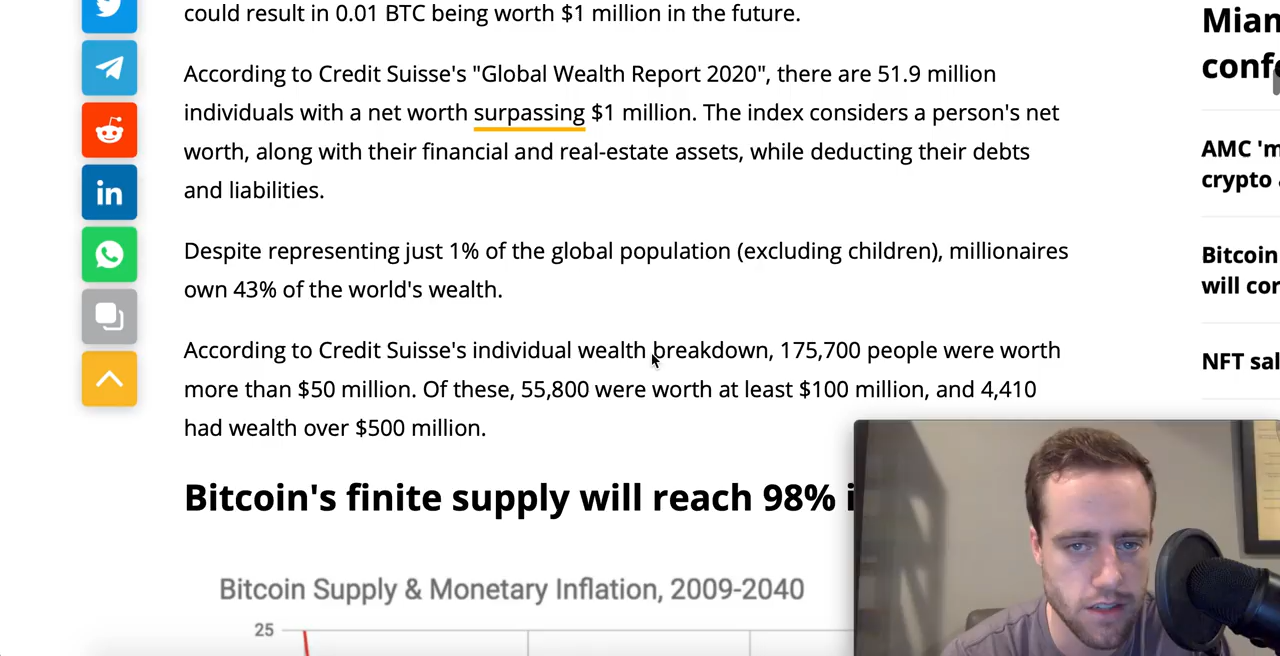 could result in 0.01 BTC being worth $1 million in the future.
According to Credit Suisse's "Global Wealth Report 2020", there are 51.9 million
individuals with a net worth surpassing $1 million. The index considers a person's net
worth, along with their financial and real-estate assets, while deducting their debts
and liabilities.
Despite representing just 1% of the global population (excluding children), millionaires
own 43% of the world's wealth.
According to Credit Suisse's individual wealth breakdown, 175,700 people were worth
more than $50 million. Of these, 55,800 were worth at least $100 million, and 4,410
had wealth over $500 million.
Bitcoin's finite supply will reach 98%
Bitcoin Supply & Monetary Inflation, 2009-2040
25
in
Mian
conf
AMC 'm
crypto
Bitcoin
will cor
NFT sal